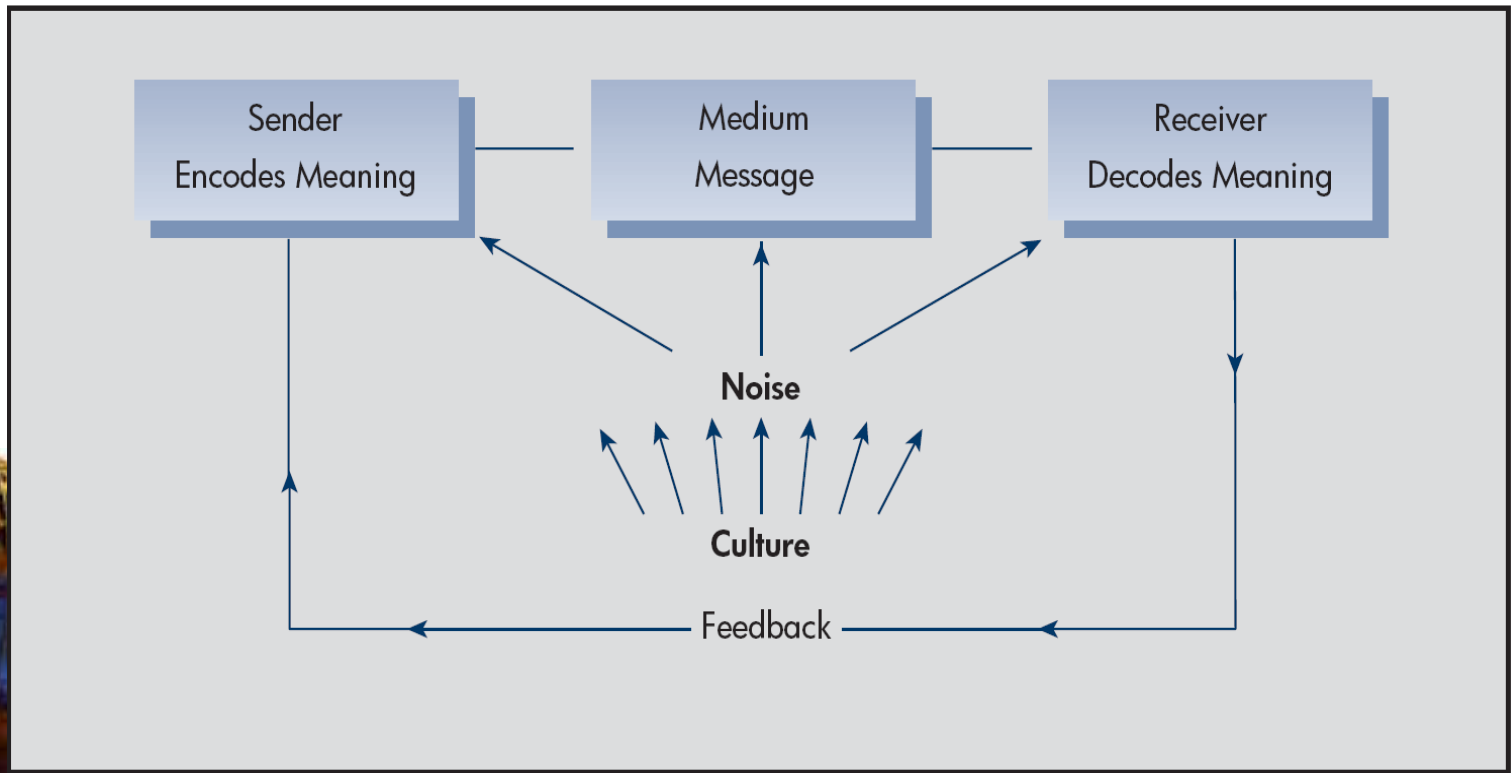 Sender
Encodes Meaning
Medium
Message
Receiver
Decodes Meaning
Noise
Culture
Feedback